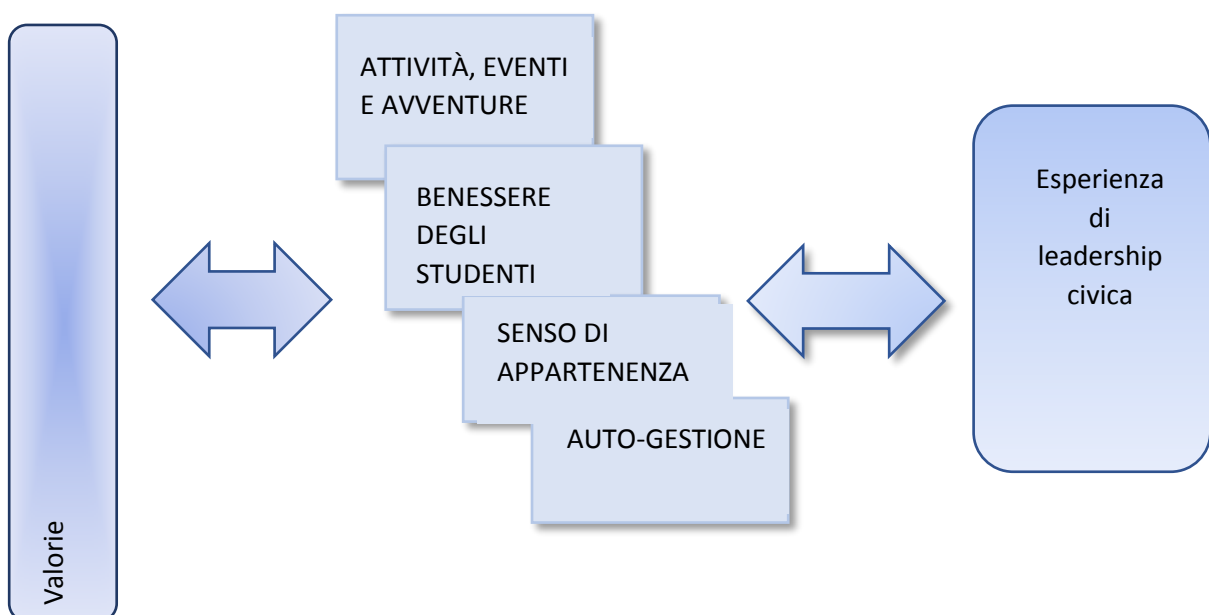 Valorie
ATTIVITÀ, EVENTI
E AVVENTURE
BENESSERE
DEGLI
STUDENTI
SENSO DI
APPARTENENZA
AUTO-GESTIONE
Esperienza
di
leadership
civica